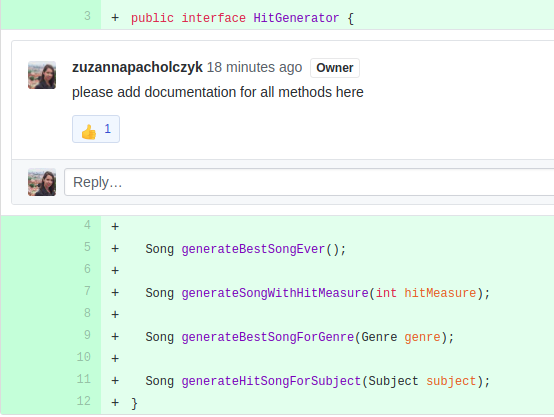 3 + public interface HitGenerator {
zuzannapacholczyk 18 minutes ago Owner
please add documentation for all methods here
👍 1
Reply…
4 +
5 + Song generateBestSongEver();
6 +
7 + Song generateSongWithHitMeasure(int hitMeasure);
8 +
9 + Song generateBestSongForGenre(Genre genre);
10 +
11 + Song generateHitSongForSubject(Subject subject);
12 + }